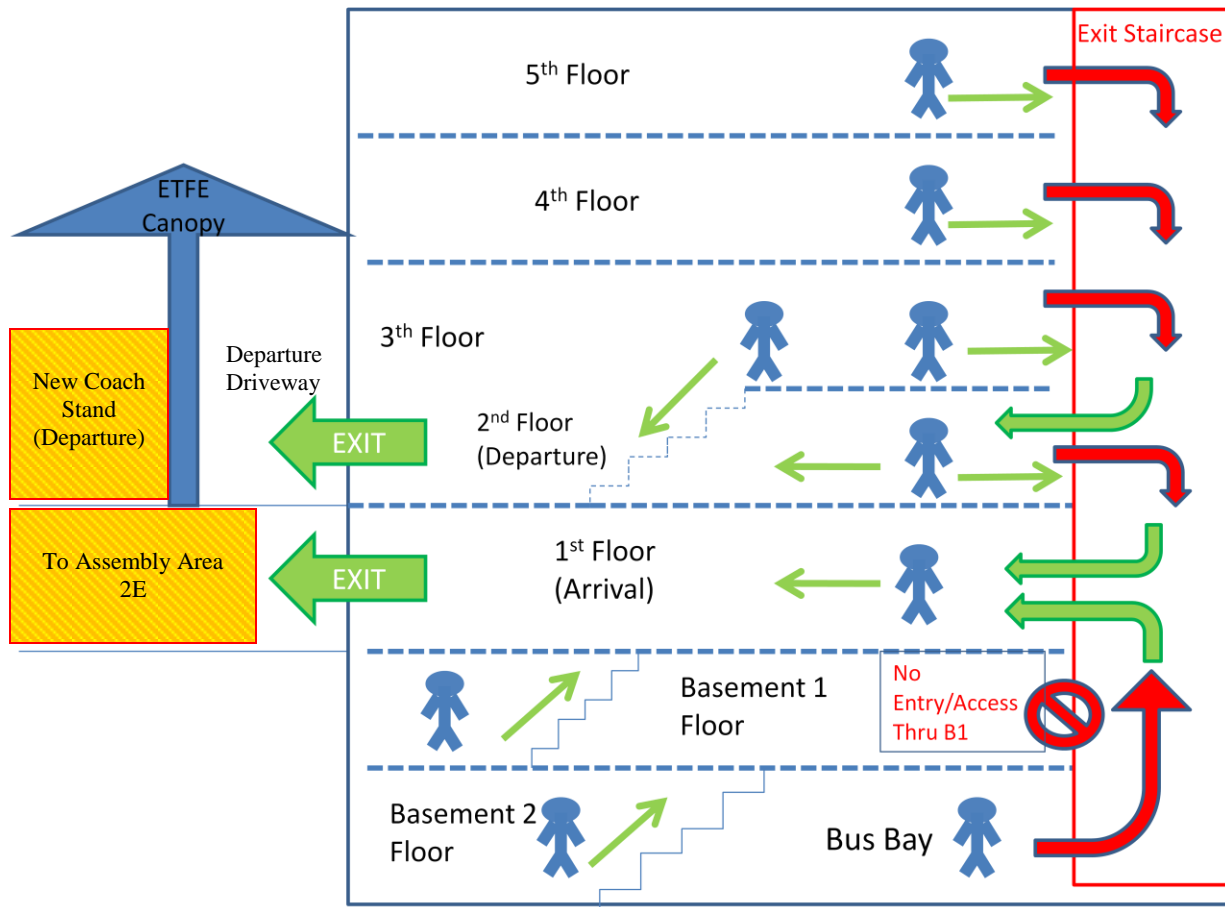 Exit Staircase
5th Floor
4th Floor
ETFE
Canopy
3th Floor
Departure
Driveway
New Coach
Stand
(Departure)
EXIT
2nd Floor
(Departure)
To Assembly Area
2E
EXIT
1st Floor
(Arrival)
Basement 1
Floor
No
Entry/Access
Thru B1
Basement 2
Floor
Bus Bay